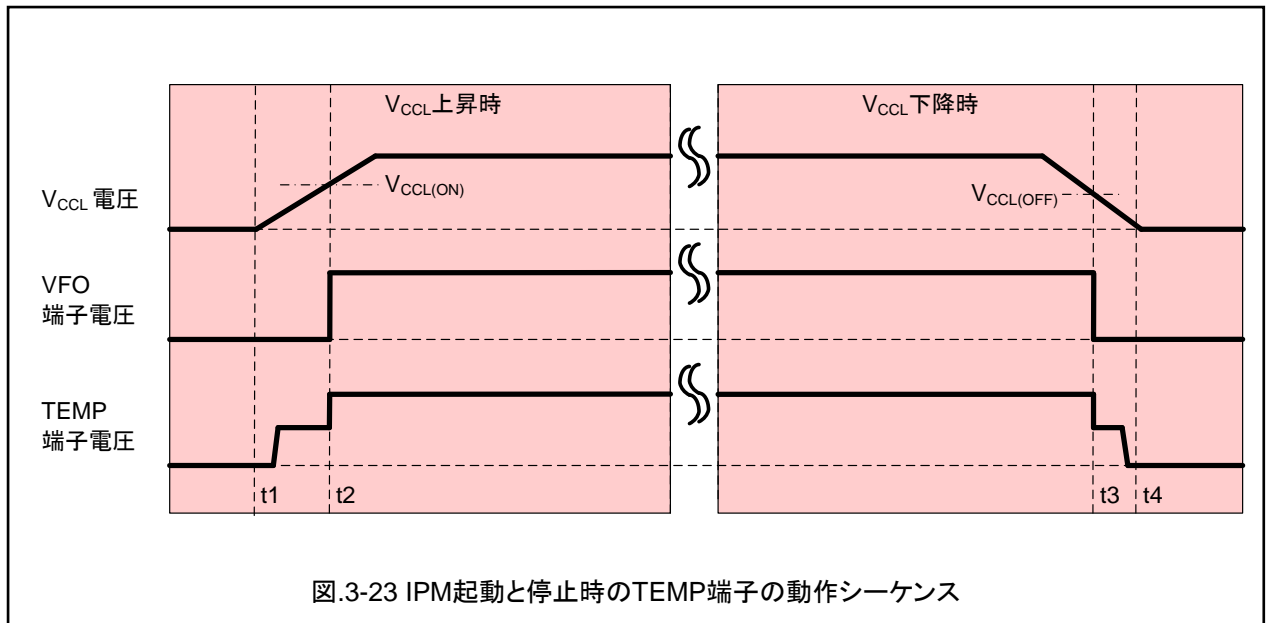 VCCL上昇時
VCCL下降時
VCCL 電圧
VCCL(ON)
VCCL(OFF)
VFO
端子電圧
TEMP
端子電圧
t1
t2
t3
t4
図.3-23 IPM起動と停止時のTEMP端子の動作シーケンス